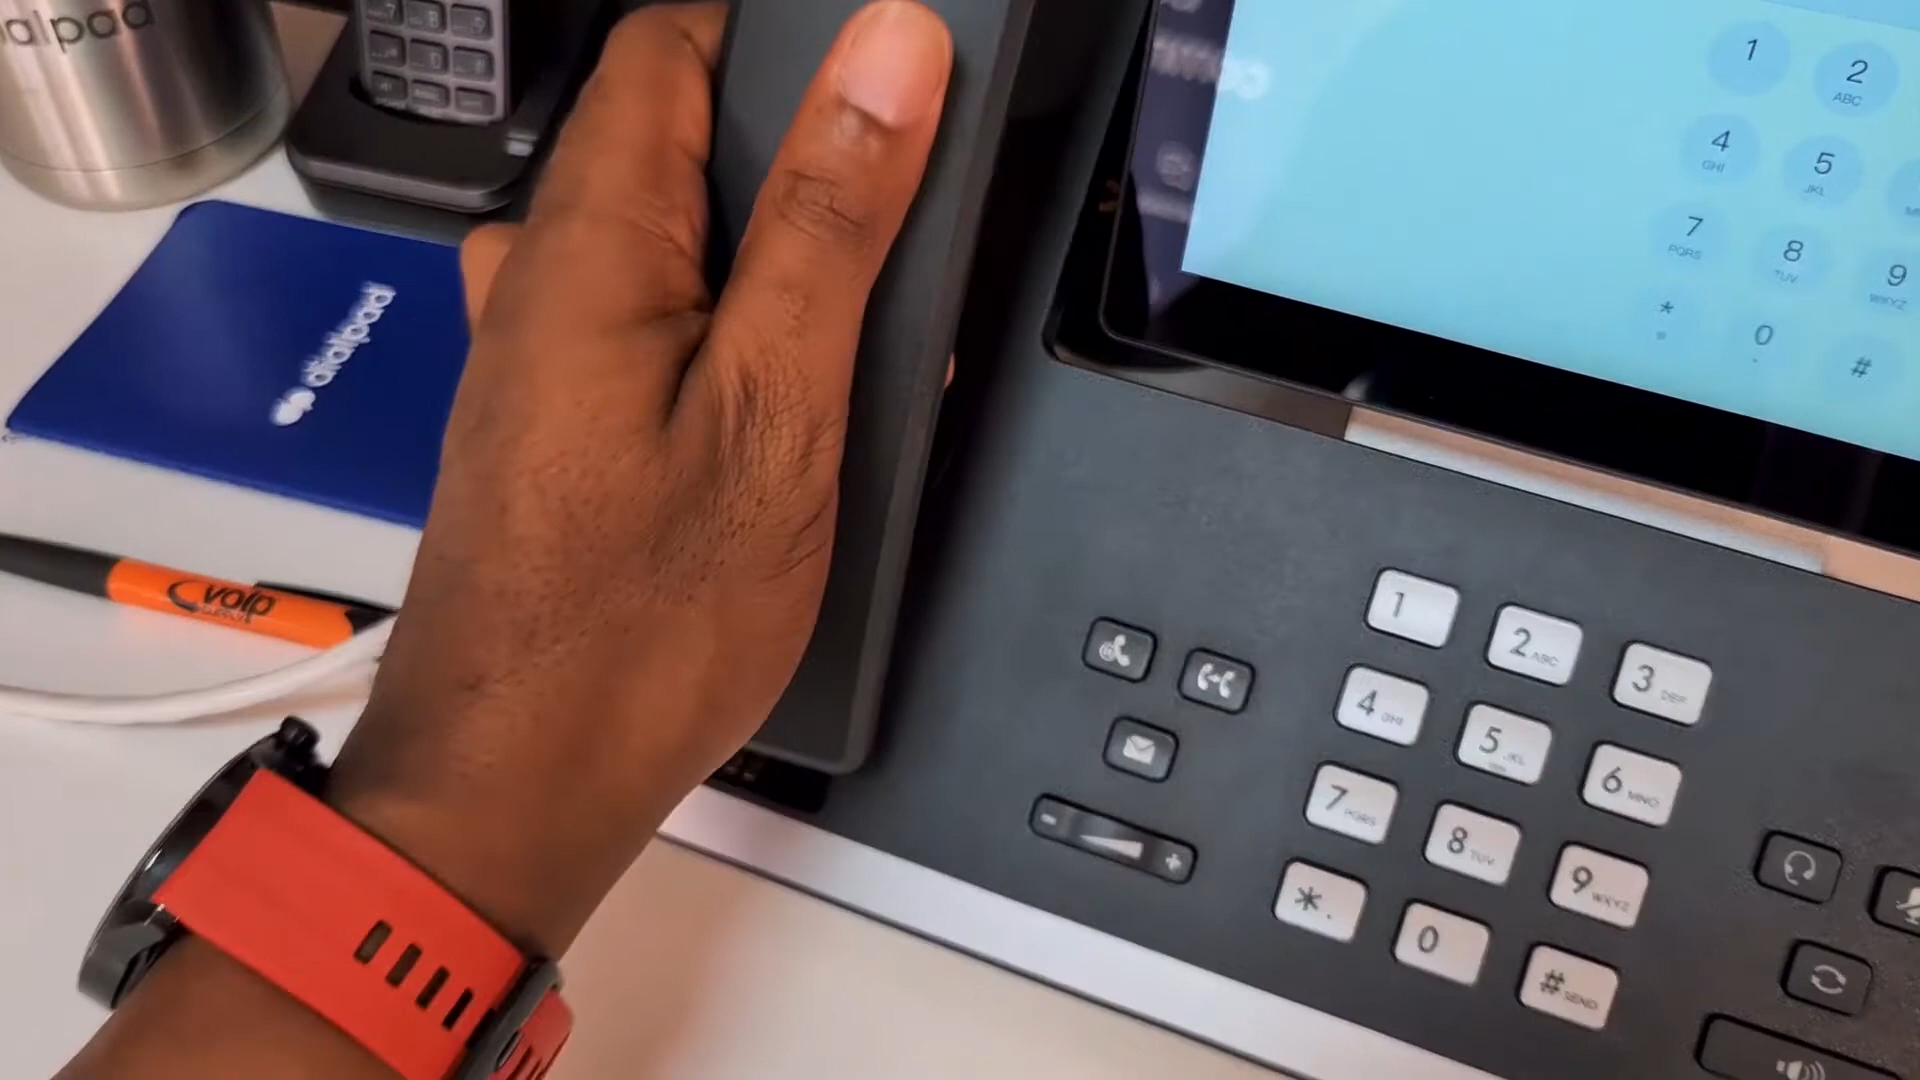 alpad
dialpad
voip
1
2
ABC
4
GHI
5
JKL
7
PQRS
8
TUV
9
WXYZ
*
0
#
1
2 ABC
3 DEF
4 GHI
5 JKL
6 MNO
7 PQRS
8 TUV
9 WXYZ
*.
0
# SEND
- +